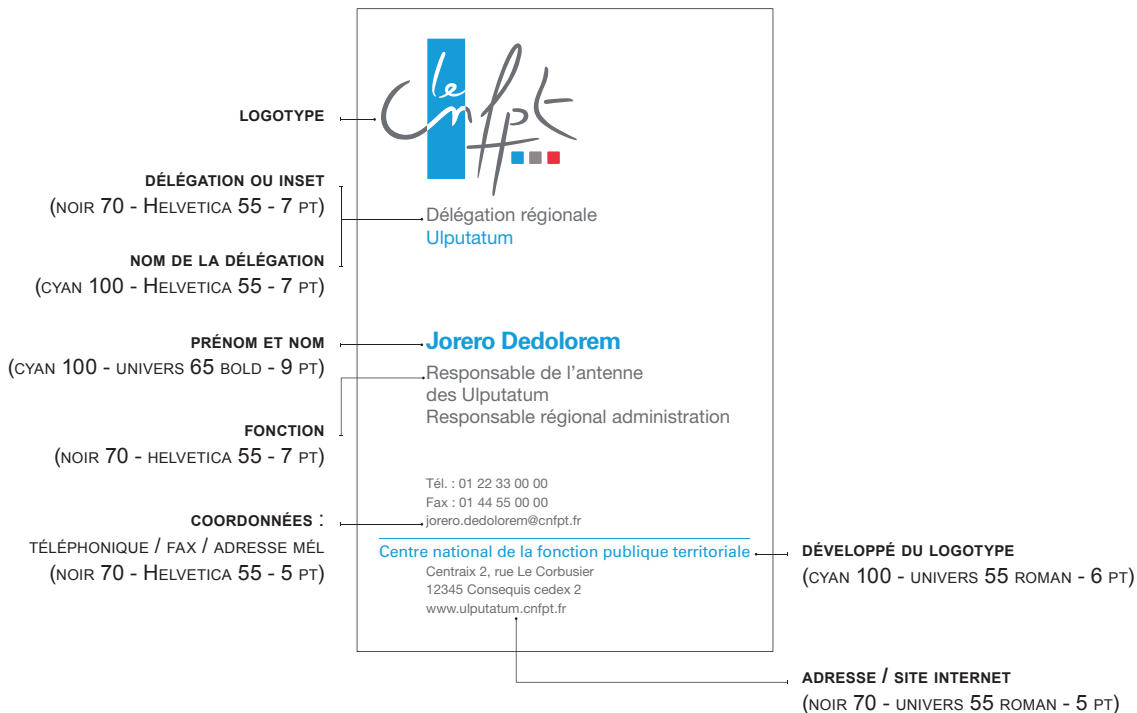 LOGOTYPE
DÉLÉGATION OU INSET
(NOIR 70 - HELVETICA 55 - 7 PT)
NOM DE LA DÉLÉGATION
(CYAN 100 - HELVETICA 55 - 7 PT)
PRÉNOM ET NOM
(CYAN 100 - UNIVERS 65 BOLD - 9 PT)
FONCTION
(NOIR 70 - HELVETICA 55 - 7 PT)
COORDONNÉES :
TÉLÉPHONIQUE / FAX / ADRESSE MÉL
(NOIR 70 - HELVETICA 55 - 5 PT)
le
cnfpt
Délégation régionale
Ulputatum
Jorero Dedolorem
Responsable de l’antenne
des Ulputatum
Responsable régional administration
Tél. : 01 22 33 00 00
Fax : 01 44 55 00 00
jorero.dedolorem@cnfpt.fr
Centre national de la fonction publique territoriale
Centraix 2, rue Le Corbusier
12345 Consequis cedex 2
www.ulputatum.cnfpt.fr
DÉVELOPPÉ DU LOGOTYPE
(CYAN 100 - UNIVERS 55 ROMAN - 6 PT)
ADRESSE / SITE INTERNET
(NOIR 70 - UNIVERS 55 ROMAN - 5 PT)